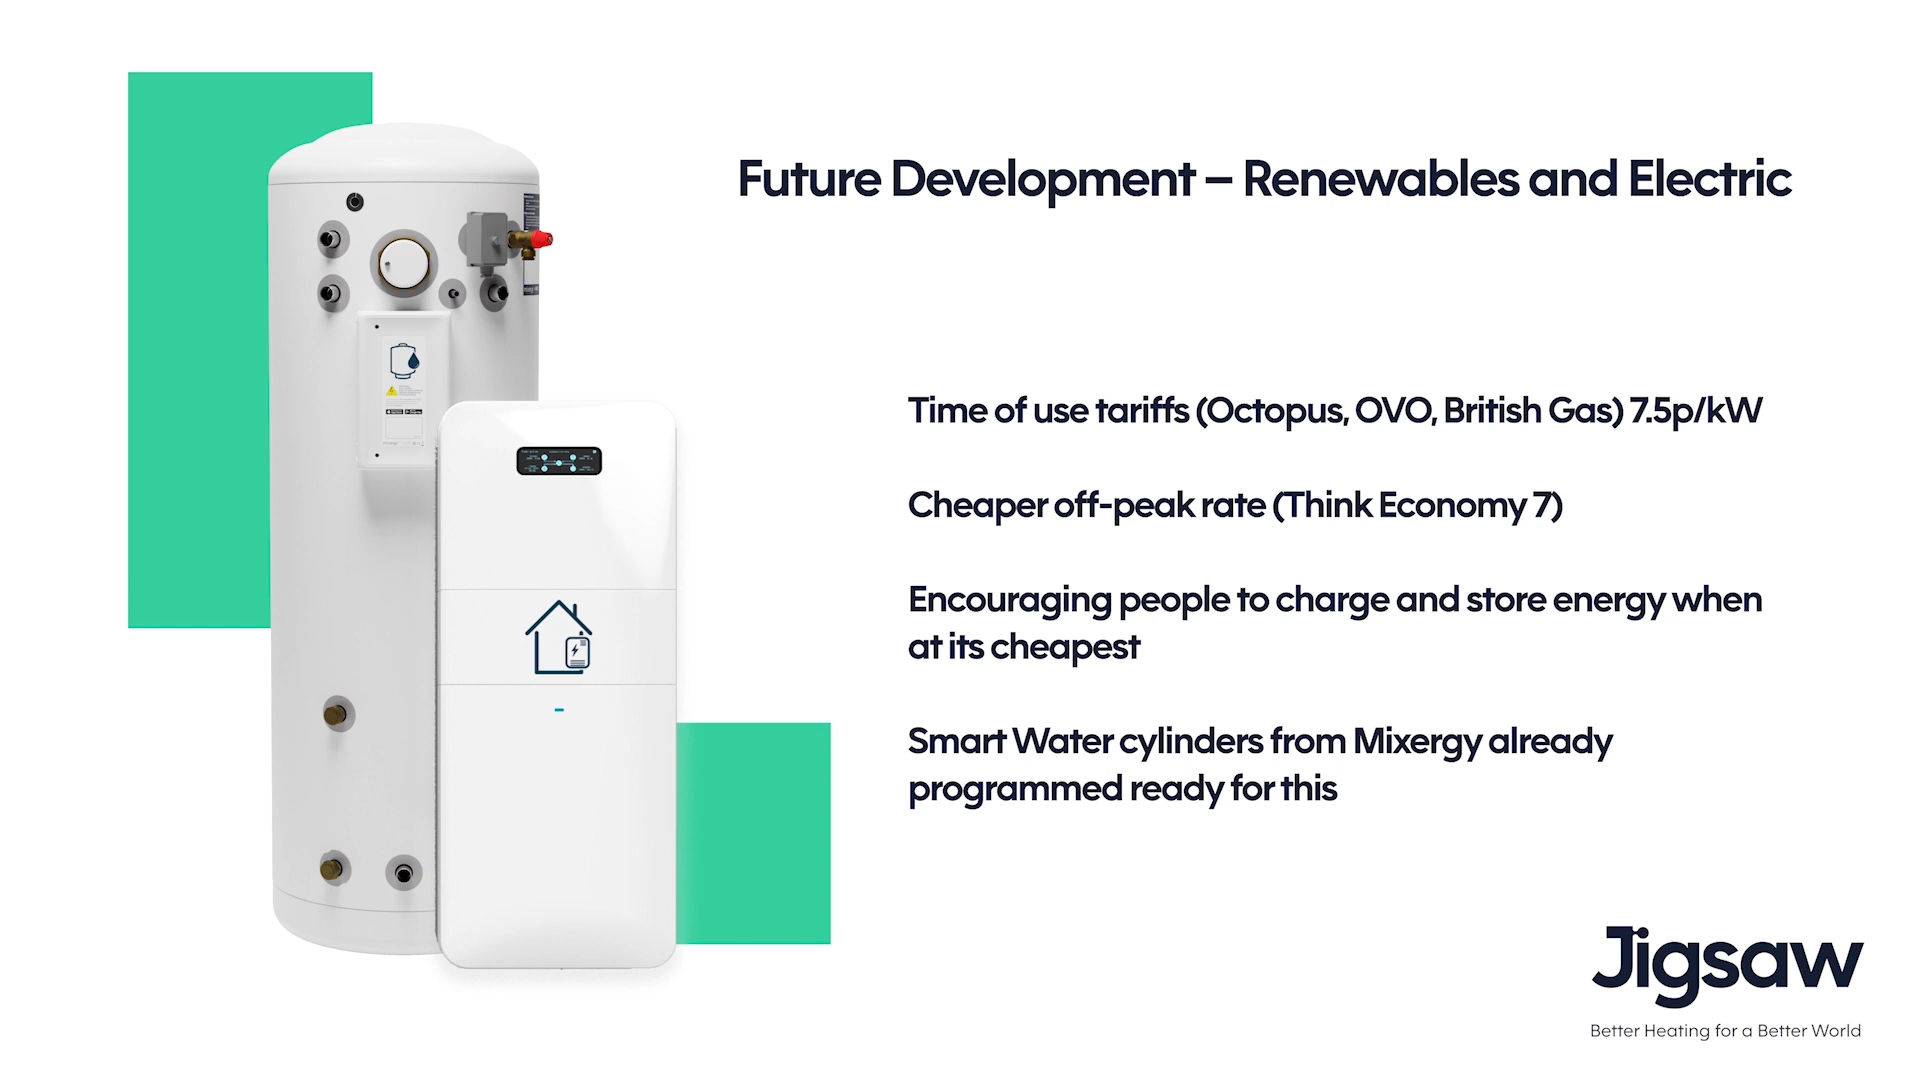 Future Development – Renewables and Electric
Time of use tariffs (Octopus, OVO, British Gas) 7.5p/kW
Cheaper off-peak rate (Think Economy 7)
Encouraging people to charge and store energy when
at its cheapest
Smart Water cylinders from Mixergy already
programmed ready for this
Jigsaw
Better Heating for a Better World